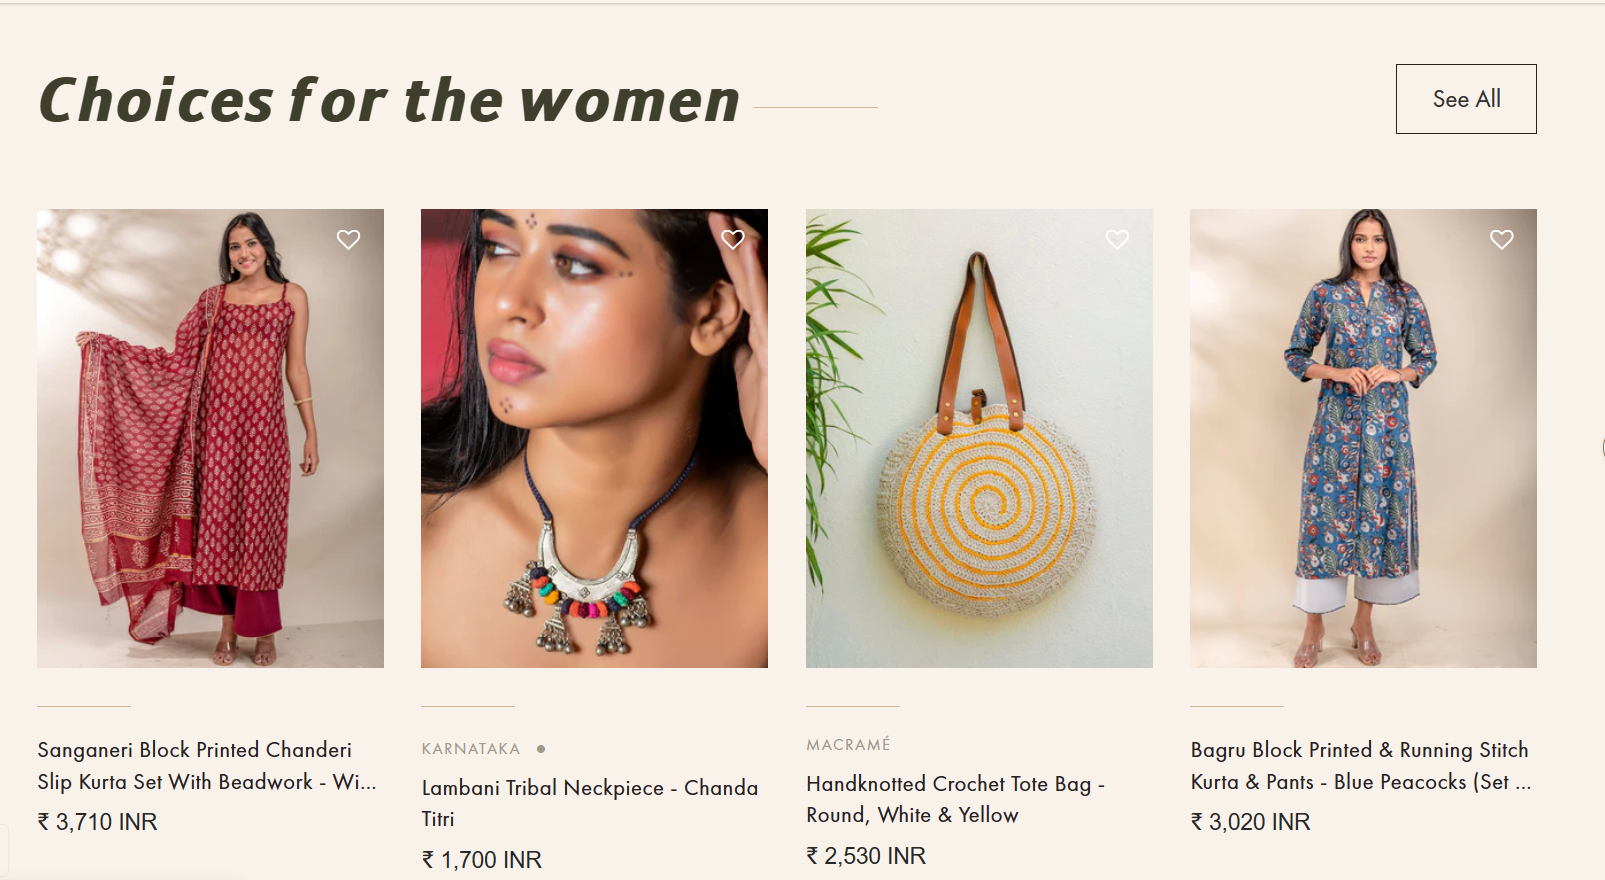 Choices for the women
See All
Sanganeri Block Printed Chanderi
Slip Kurta Set With Beadwork - Wi...
₹ 3,710 INR
KARNATAKA •
Lambani Tribal Neckpiece - Chanda
Titri
₹ 1,700 INR
MACRAMÉ
Handknotted Crochet Tote Bag -
Round, White & Yellow
₹ 2,530 INR
Bagru Block Printed & Running Stitch
Kurta & Pants - Blue Peacocks (Set ...
₹ 3,020 INR